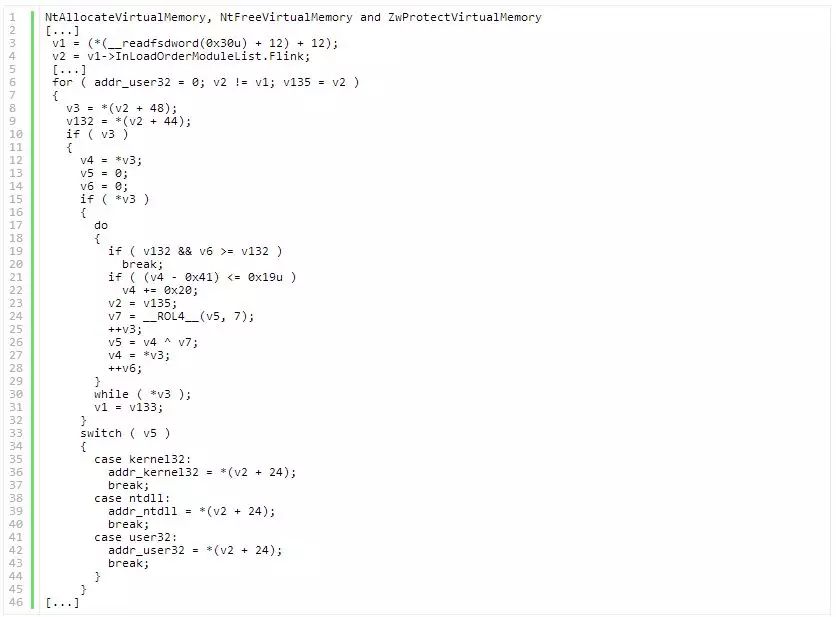 1 NtAllocateVirtualMemory, NtFreeVirtualMemory and ZwProtectVirtualMemory
2 [...]
3 v1 = (*(__readfsdword(0x30u) + 12) + 12);
4 v2 = v1->InLoadOrderModuleList.Flink;
5 [...]
6 for ( addr_user32 = 0; v2 != v1; v135 = v2 )
7 {
8 v3 = *(v2 + 48);
9 v132 = *(v2 + 44);
10 if ( v3 )
11 {
12 v4 = *v3;
13 v5 = 0;
14 v6 = 0;
15 if ( *v3 )
16 {
17 do
18 {
19 if ( v132 && v6 >= v132 )
20 break;
21 if ( (v4 - 0x41) <= 0x19u )
22 v4 += 0x20;
23 v2 = v135;
24 v7 = __ROL4__(v5, 7);
25 ++v3;
26 v5 = v4 ^ v7;
27 v4 = *v3;
28 ++v6;
29 }
30 while ( *v3 );
31 v1 = v133;
32 }
33 switch ( v5 )
34 {
35 case kernel32:
36 addr_kernel32 = *(v2 + 24);
37 break;
38 case ntdll:
39 addr_ntdll = *(v2 + 24);
40 break;
41 case user32:
42 addr_user32 = *(v2 + 24);
43 break;
44 }
45 }
46 [...]